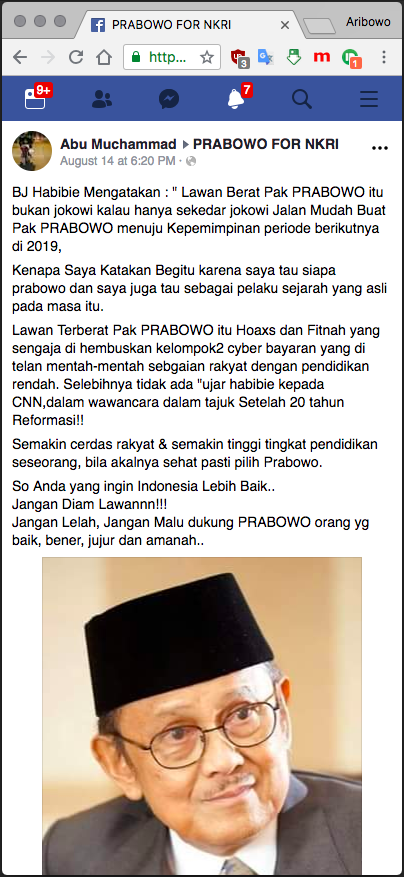 PRABOWO FOR NKRI
Aribowo
http...
3
1
9+
7
Abu Muchammad ▸ PRABOWO FOR NKRI
August 14 at 6:20 PM ·
BJ Habibie Mengatakan : " Lawan Berat Pak PRABOWO itu
bukan jokowi kalau hanya sekedar jokowi Jalan Mudah Buat
Pak PRABOWO menuju Kepemimpinan periode berikutnya
di 2019,
Kenapa Saya Katakan Begitu karena saya tau siapa
prabowo dan saya juga tau sebagai pelaku sejarah yang asli
pada masa itu.
Lawan Terberat Pak PRABOWO itu Hoaxs dan Fitnah yang
sengaja di hembuskan kelompok2 cyber bayaran yang di
telan mentah-mentah sebgaian rakyat dengan pendidikan
rendah. Selebihnya tidak ada "ujar habibie kepada
CNN,dalam wawancara dalam tajuk Setelah 20 tahun
Reformasi!!
Semakin cerdas rakyat & semakin tinggi tingkat pendidikan
seseorang, bila akalnya sehat pasti pilih Prabowo.
So Anda yang ingin Indonesia Lebih Baik..
Jangan Diam Lawannn!!!
Jangan Lelah, Jangan Malu dukung PRABOWO orang yg
baik, bener, jujur dan amanah..